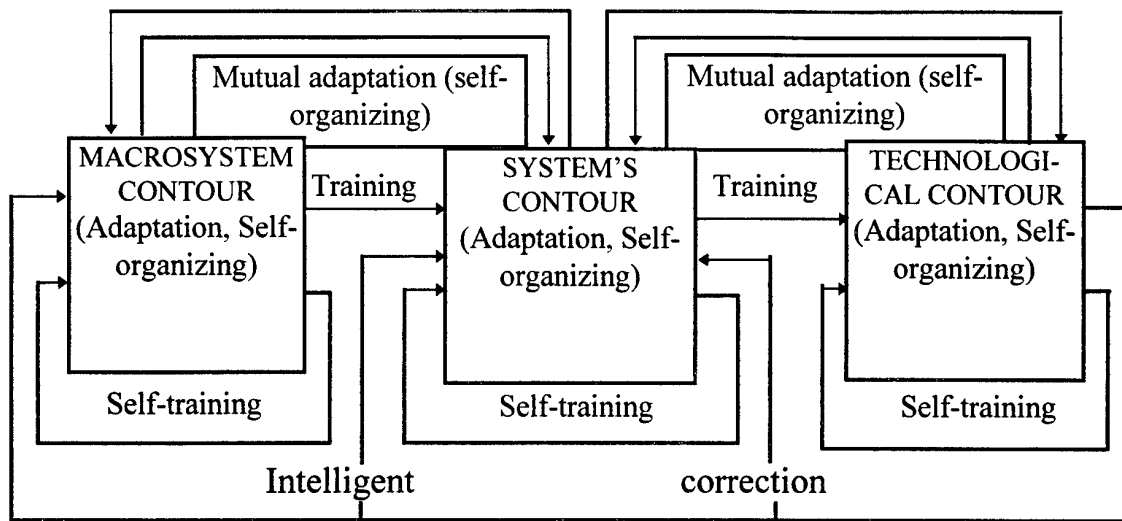 Mutual adaptation (self-
organizing)
Mutual adaptation (self-
organizing)
MACROSYSTEM
CONTOUR
(Adaptation, Self-
organizing)
Training
SYSTEM'S
CONTOUR
(Adaptation, Self-
organizing)
Training
TECHNOLOGI-
CAL CONTOUR
(Adaptation, Self-
organizing)
Self-training
Self-training
Self-training
Intelligent
correction